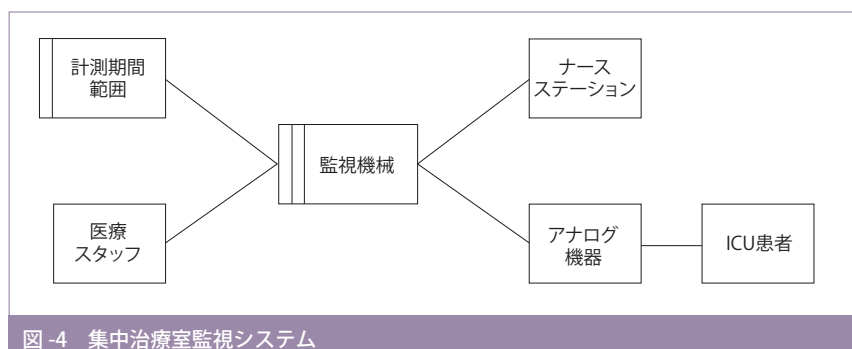 計測期間
範囲
ナース
ステーション
監視機械
医療
スタッフ
アナログ
機器
ICU患者
図-4 集中治療室監視システム